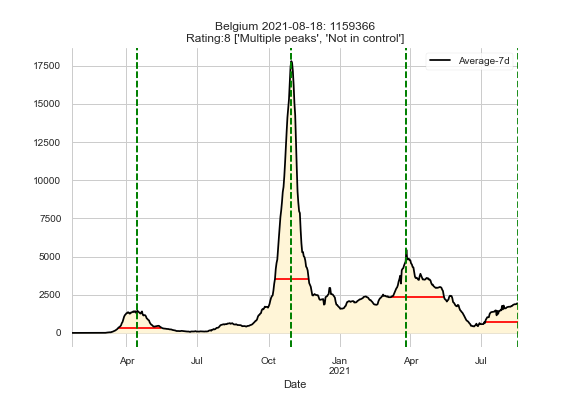 Belgium 2021-08-18: 1159366
Rating:8 ['Multiple peaks', 'Not in control']
Average-7d
17500
15000
12500
10000
7500
5000
2500
0
Apr Jul Oct Jan Apr Jul
2021
Date